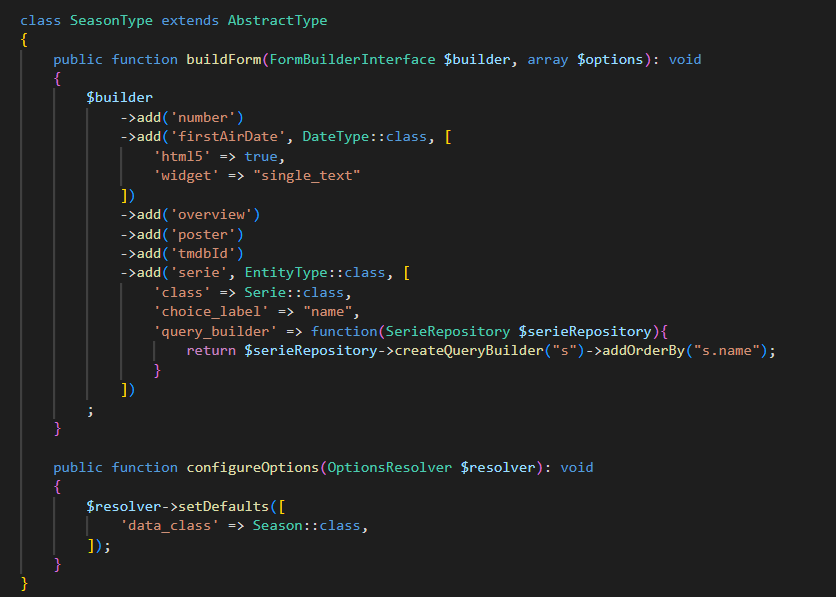 class SeasonType extends AbstractType
{
    public function buildForm(FormBuilderInterface $builder, array $options): void
    {
        $builder
            ->add('number')
            ->add('firstAirDate', DateType::class, [
                'html5' => true,
                'widget' => "single_text"
            ])
            ->add('overview')
            ->add('poster')
            ->add('tmdbId')
            ->add('serie', EntityType::class, [
                'class' => Serie::class,
                'choice_label' => "name",
                'query_builder' => function(SerieRepository $serieRepository){
                    return $serieRepository->createQueryBuilder("s")->addOrderBy("s.name");
                }
            ])
        ;
    }

    public function configureOptions(OptionsResolver $resolver): void
    {
        $resolver->setDefaults([
            'data_class' => Season::class,
        ]);
    }
}